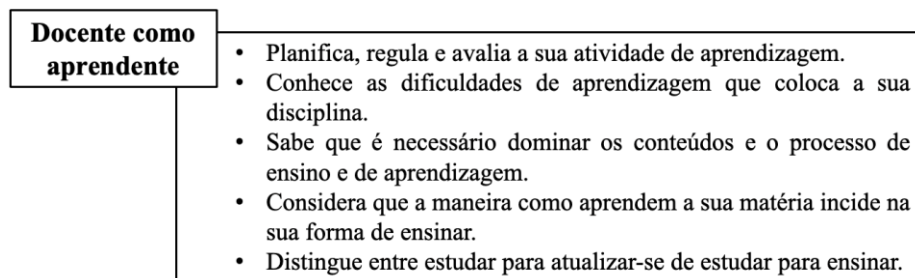 Docente como
aprendente
• Planifica, regula e avalia a sua atividade de aprendizagem.
• Conhece as dificuldades de aprendizagem que coloca a sua
disciplina.
• Sabe que é necessário dominar os conteúdos e o processo de
ensino e de aprendizagem.
• Considera que a maneira como aprendem a sua matéria incide na
sua forma de ensinar.
• Distingue entre estudar para atualizar-se de estudar para ensinar.